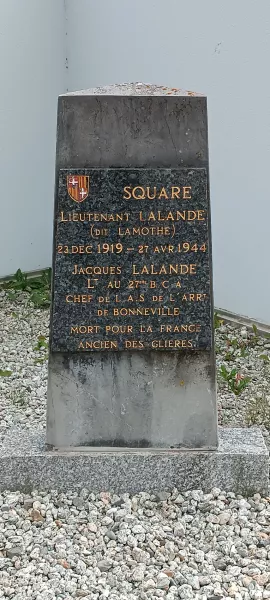 SQUARE
LIEUTENANT LALANDE
(DIT LAMOTHE)
23 DEC. 1919 - 27 AVR. 1944
JACQUES LALANDE
Lᵀ AU 27ᵐᵉ B.C.A.
CHEF DE L'A.S DE L'ARRᵗ
DE BONNEVILLE
MORT POUR LA FRANCE
ANCIEN DES GLIERES.